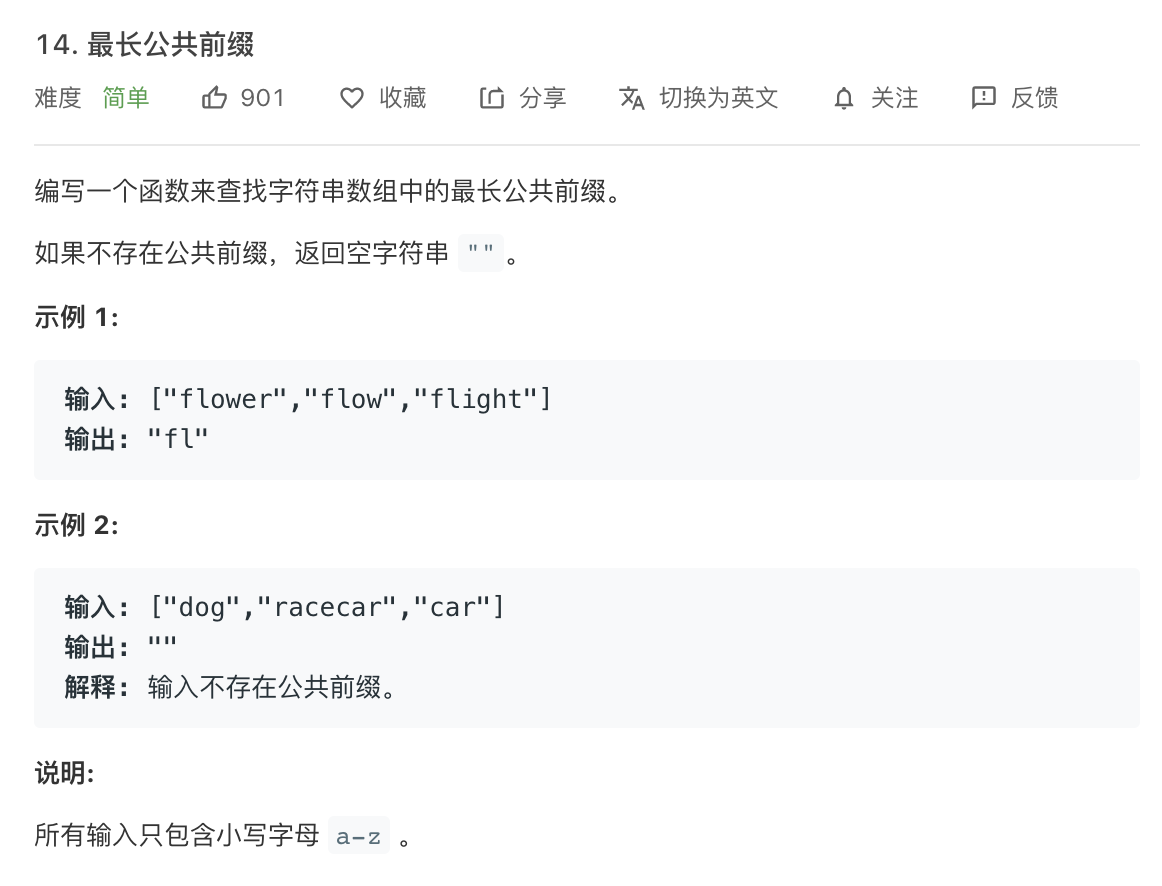 14. 最长公共前缀
难度 简单 901 收藏 分享 切换为英文 关注 反馈
编写一个函数来查找字符串数组中的最长公共前缀。
如果不存在公共前缀，返回空字符串 "" 。
示例 1:
输入: ["flower","flow","flight"]
输出: "fl"
示例 2:
输入: ["dog","racecar","car"]
输出: ""
解释: 输入不存在公共前缀。
说明:
所有输入只包含小写字母 a-z 。